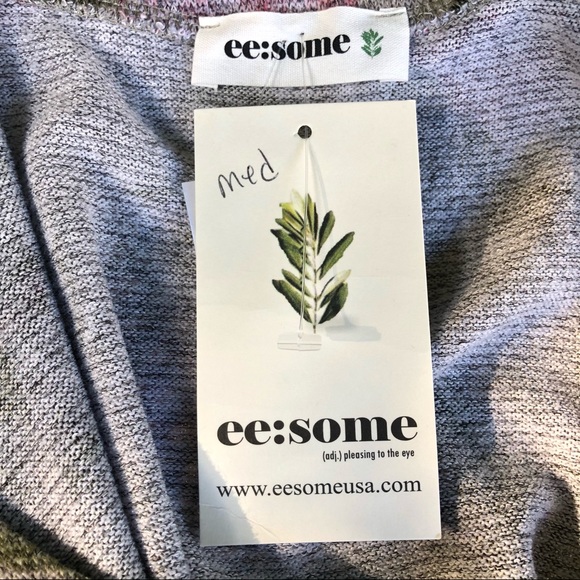 ee:some
med
ee:some
(adj.) pleasing to the eye
www.eesomeusa.com